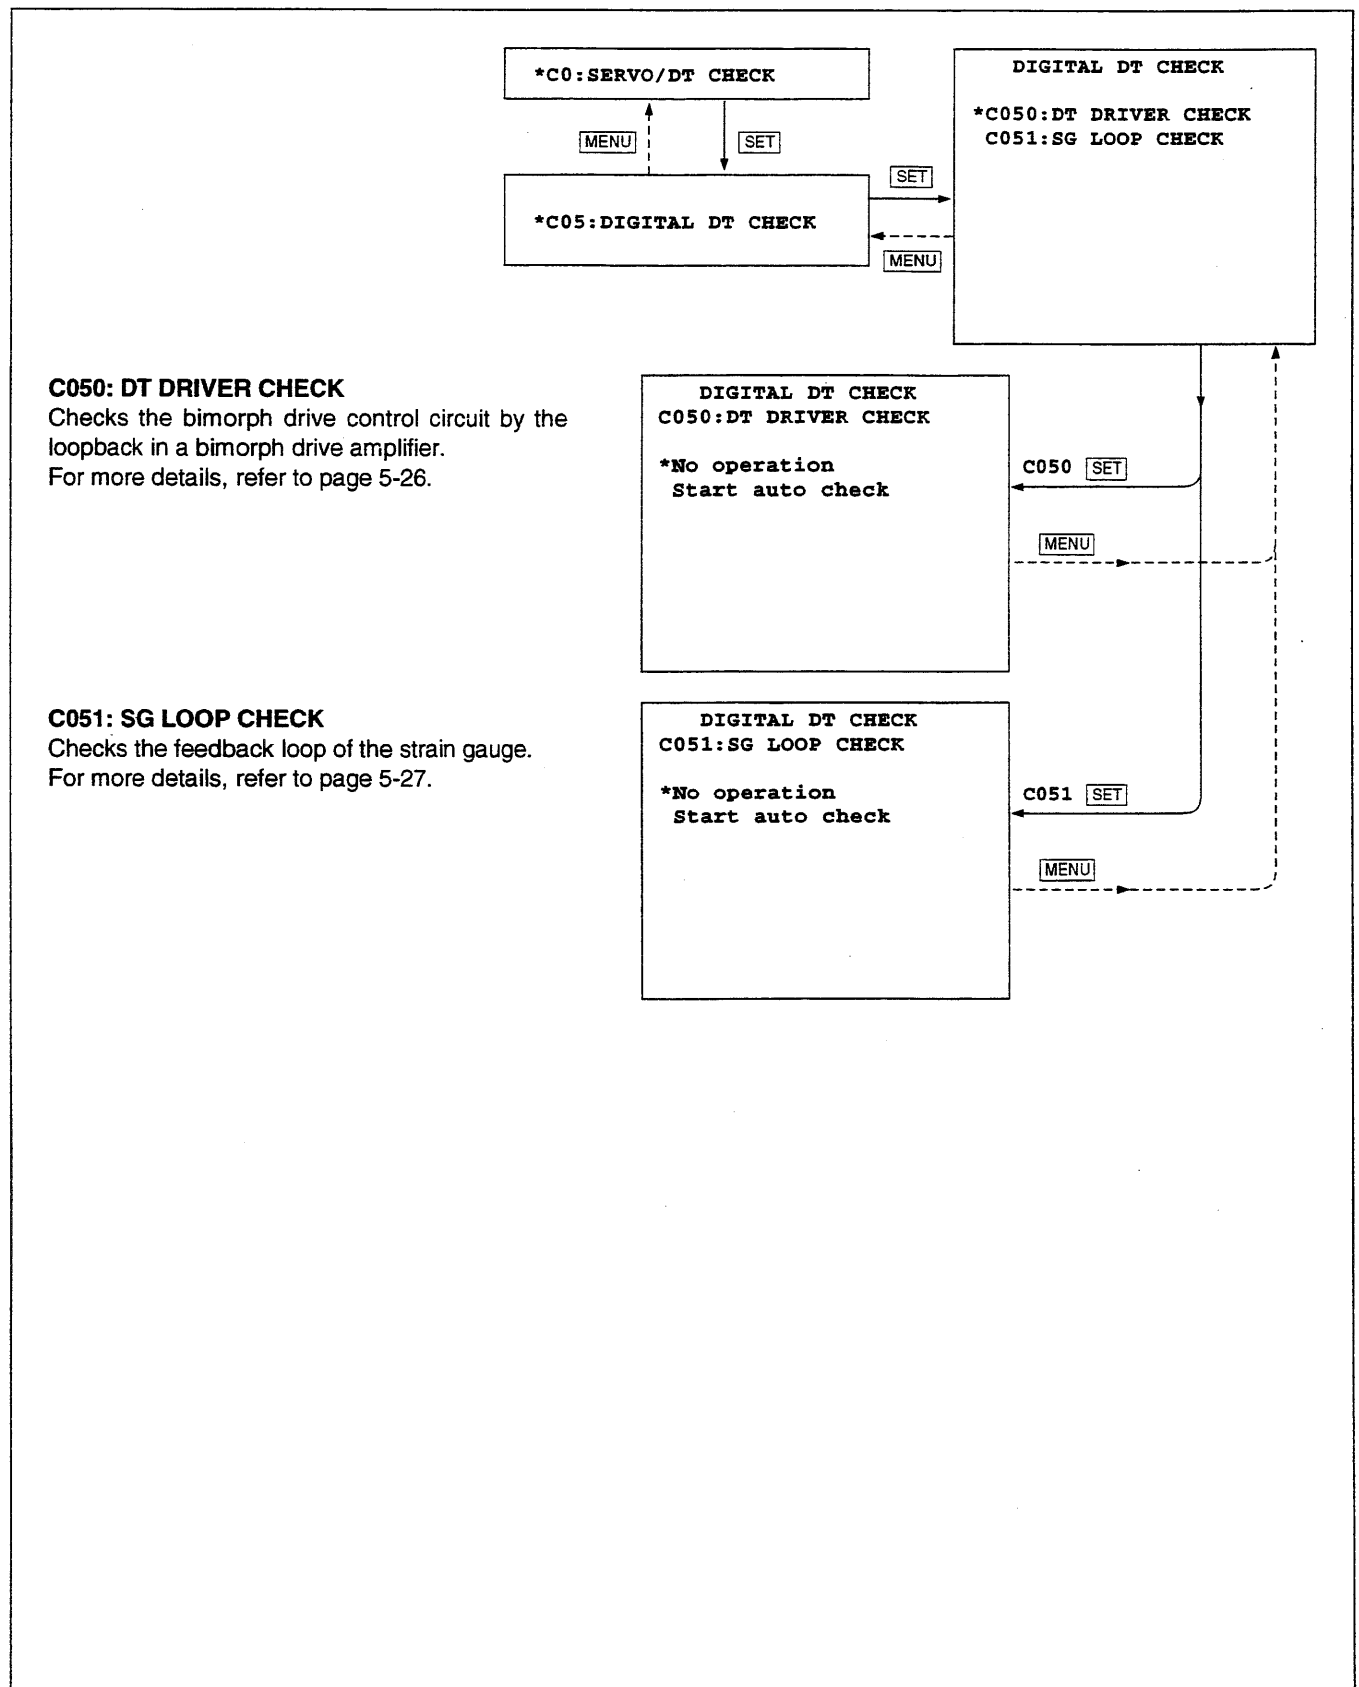 *C0:SERVO/DT CHECK
MENU
SET
*C05:DIGITAL DT CHECK
SET
MENU
DIGITAL DT CHECK
*C050:DT DRIVER CHECK
C051:SG LOOP CHECK
C050: DT DRIVER CHECK
Checks the bimorph drive control circuit by the
loopback in a bimorph drive amplifier.
For more details, refer to page 5-26.
DIGITAL DT CHECK
C050:DT DRIVER CHECK
*No operation
Start auto check
C050 SET
MENU
C051: SG LOOP CHECK
Checks the feedback loop of the strain gauge.
For more details, refer to page 5-27.
DIGITAL DT CHECK
C051:SG LOOP CHECK
*No operation
Start auto check
C051 SET
MENU